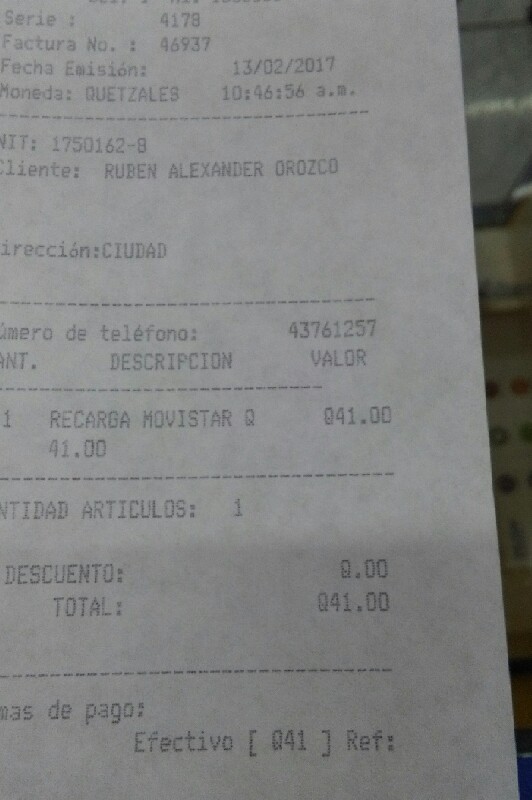 Serie : 4178
Factura No. : 46937
Fecha Emisión: 13/02/2017
Moneda: QUETZALES 10:46:56 a.m.
NIT: 1750162-8
Cliente: RUBEN ALEXANDER OROZCO
irección:CIUDAD
úmero de teléfono: 43761257
ANT. DESCRIPCION VALOR
1 RECARGA MOVISTAR Q Q41.00
41.00
NTIDAD ARTICULOS: 1
DESCUENTO: Q.00
TOTAL: Q41.00
mas de pago:
Efectivo [ Q41 ] Ref: